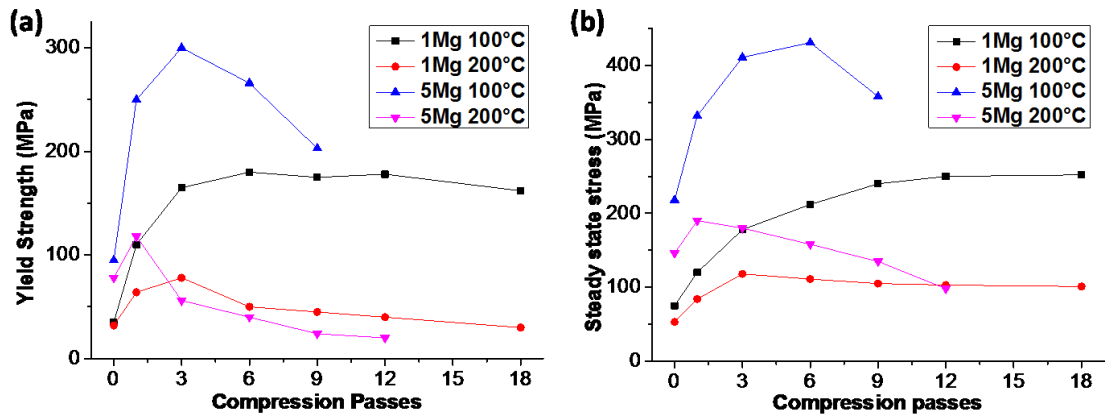 (a)
Yield Strength (MPa)
300
200
100
0
1Mg 100°C
1Mg 200°C
5Mg 100°C
5Mg 200°C
0 3 6 9 12 18
Compression Passes
(b)
Steady state stress (MPa)
400
300
200
100
0
1Mg 100°C
1Mg 200°C
5Mg 100°C
5Mg 200°C
0 3 6 9 12 18
Compression passes